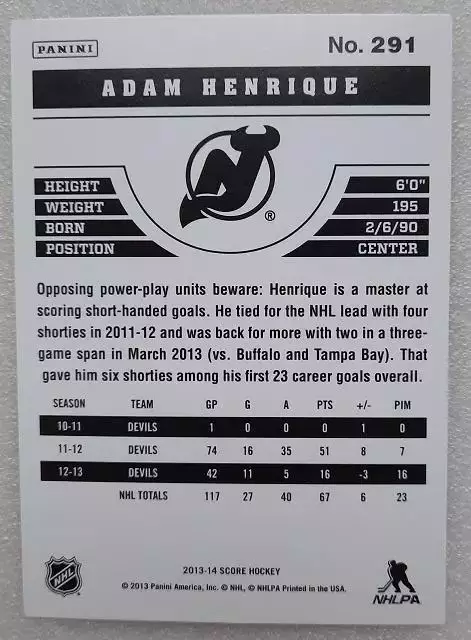 PANINI
No. 291
ADAM HENRIQUE
HEIGHT 6'0"
WEIGHT 195
BORN 2/6/90
POSITION CENTER
®
Opposing power-play units beware: Henrique is a master at
scoring short-handed goals. He tied for the NHL lead with four
shorties in 2011-12 and was back for more with two in a three-
game span in March 2013 (vs. Buffalo and Tampa Bay). That
gave him six shorties among his first 23 career goals overall.
SEASON TEAM GP G A PTS +/- PIM
10-11 DEVILS 1 0 0 0 1 0
11-12 DEVILS 74 16 35 51 8 7
12-13 DEVILS 42 11 5 16 -3 16
NHL TOTALS 117 27 40 67 6 23
NHL
2013-14 SCORE HOCKEY
© 2013 Panini America, Inc. © NHL, © NHLPA Printed in the USA.
NHLPA